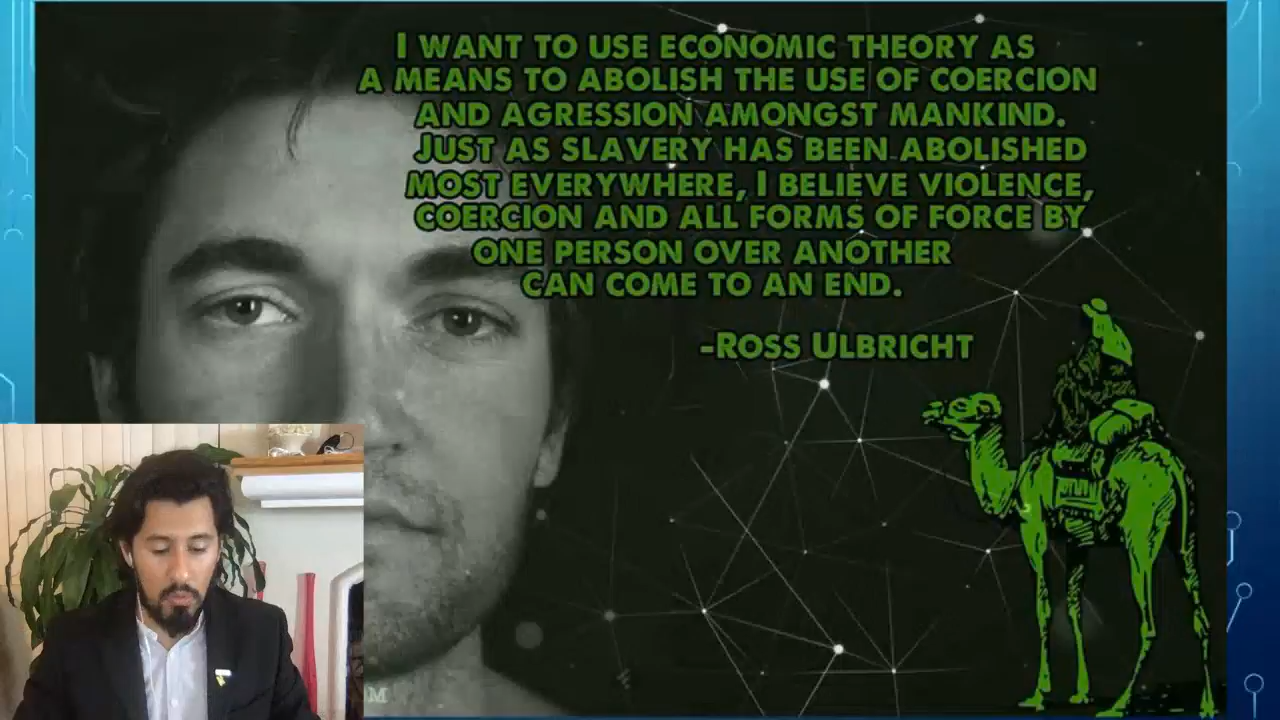 I WANT TO USE ECONOMIC THEORY AS
A MEANS TO ABOLISH THE USE OF COERCION
AND AGRESSION AMONGST MANKIND.
JUST AS SLAVERY HAS BEEN ABOLISHED
MOST EVERYWHERE, I BELIEVE VIOLENCE,
COERCION AND ALL FORMS OF FORCE BY
ONE PERSON OVER ANOTHER
CAN COME TO AN END.
-ROSS ULBRICHT